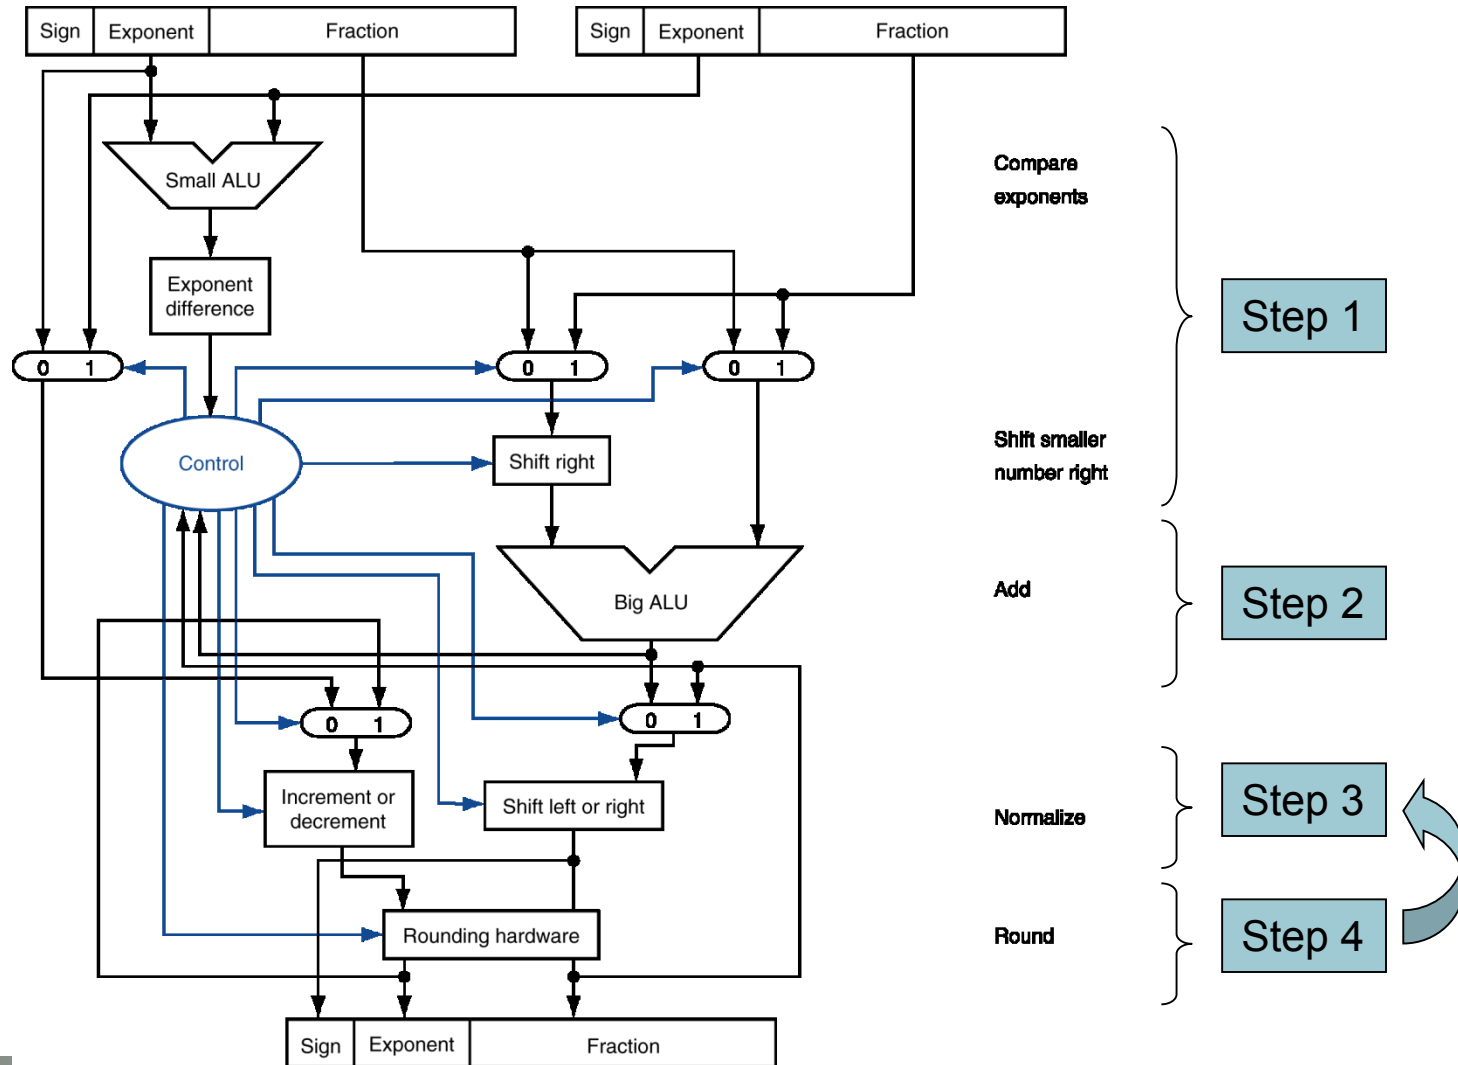 Sign Exponent Fraction Sign Exponent Fraction
Small ALU
Compare
exponents
Exponent
difference
Step 1
0 1 0 1 0 1
Shift smaller
number right
Control
Shift right
Add
Big ALU
Step 2
0 1 0 1
Increment or
decrement
Shift left or right
Normalize
Step 3
Rounding hardware
Round
Step 4
Sign Exponent Fraction